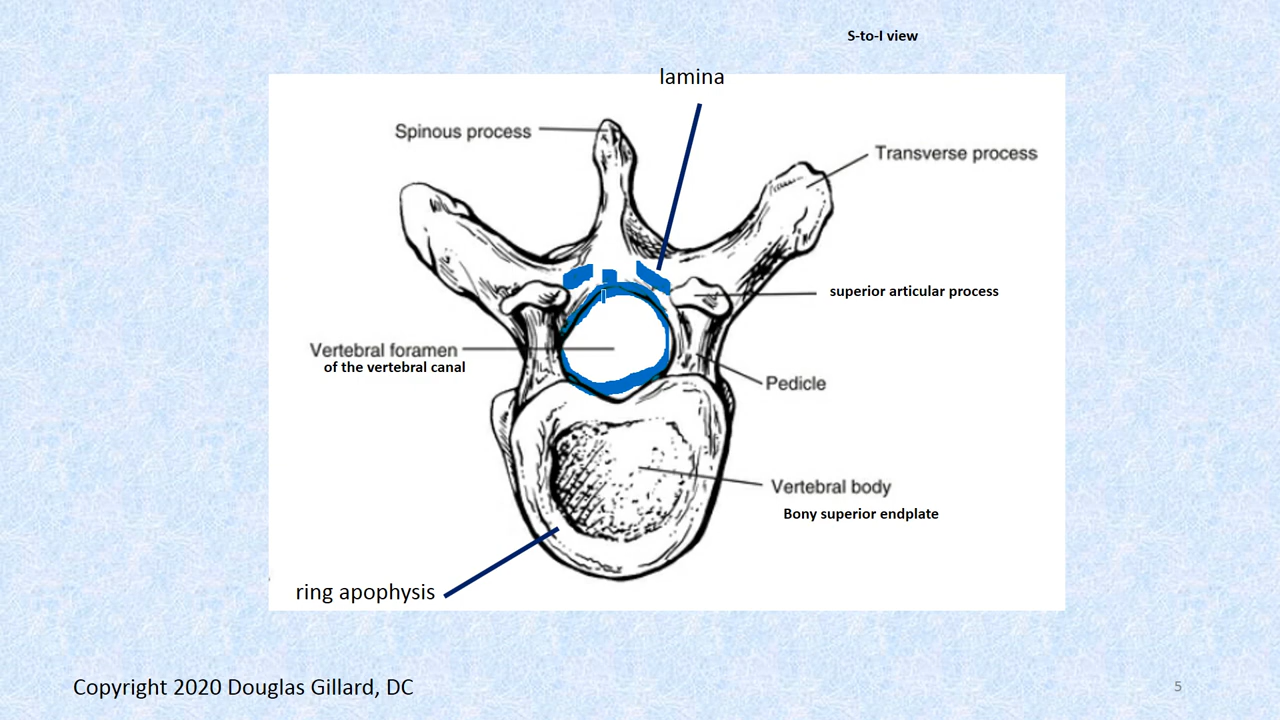 S-to-I view
lamina
Spinous process
Transverse process
superior articular process
Vertebral foramen
of the vertebral canal
Pedicle
Vertebral body
Bony superior endplate
ring apophysis
Copyright 2020 Douglas Gillard, DC
5